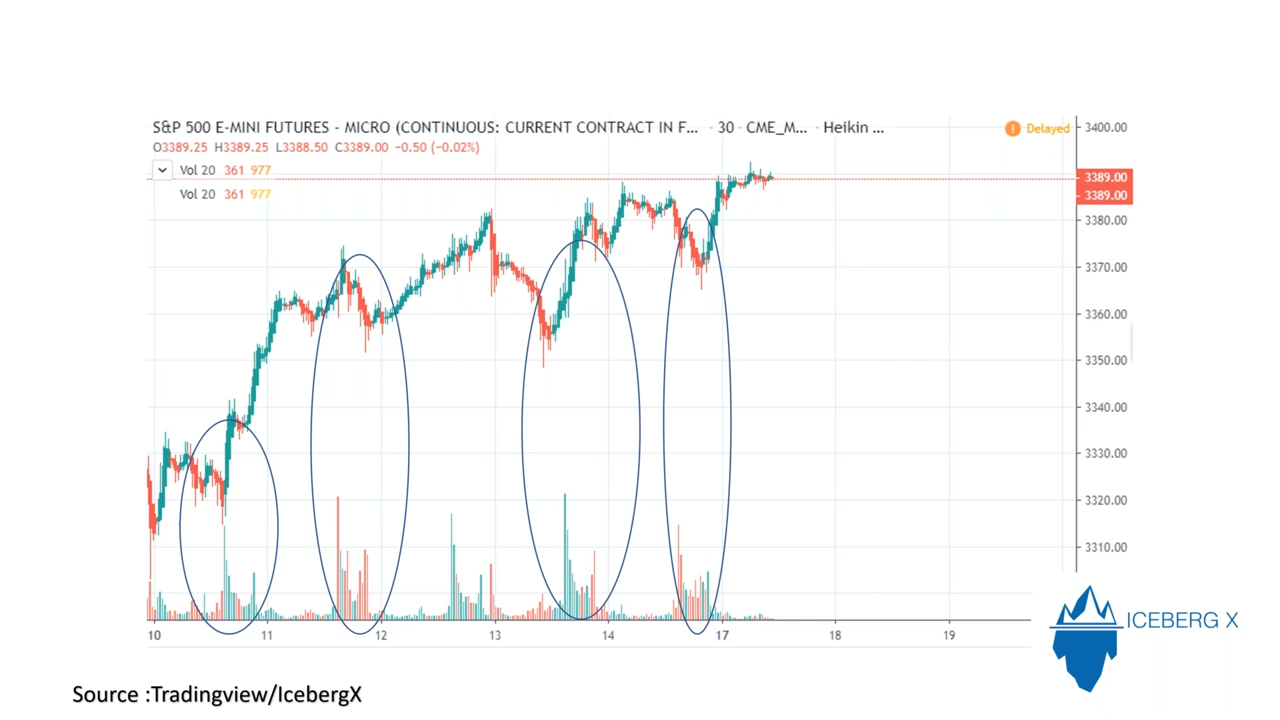 S&P 500 E-MINI FUTURES - MICRO (CONTINUOUS: CURRENT CONTRACT IN F... · 30 · CME_M... · Heikin ...
Delayed
3400.00
O3389.25 H3389.25 L3388.50 C3389.00 −0.50 (−0.02%)
Vol 20 361 977
3389.00
Vol 20 361 977
3389.00
3380.00
3370.00
3360.00
3350.00
3340.00
3330.00
3320.00
3310.00
10 11 12 13 14 17 18 19
ICEBERG X
Source :Tradingview/IcebergX